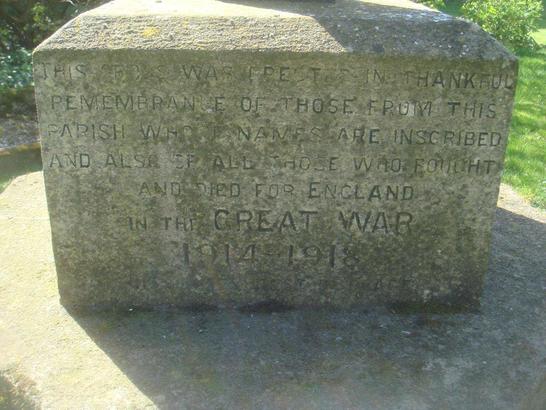 THIS CROSS WAS ERECTED IN THANKFUL
REMEMBRANCE OF THOSE FROM THIS
PARISH WHOSE NAMES ARE INSCRIBED
AND ALSO OF ALL THOSE WHO FOUGHT
AND DIED FOR ENGLAND
IN THE GREAT WAR
1914-1918